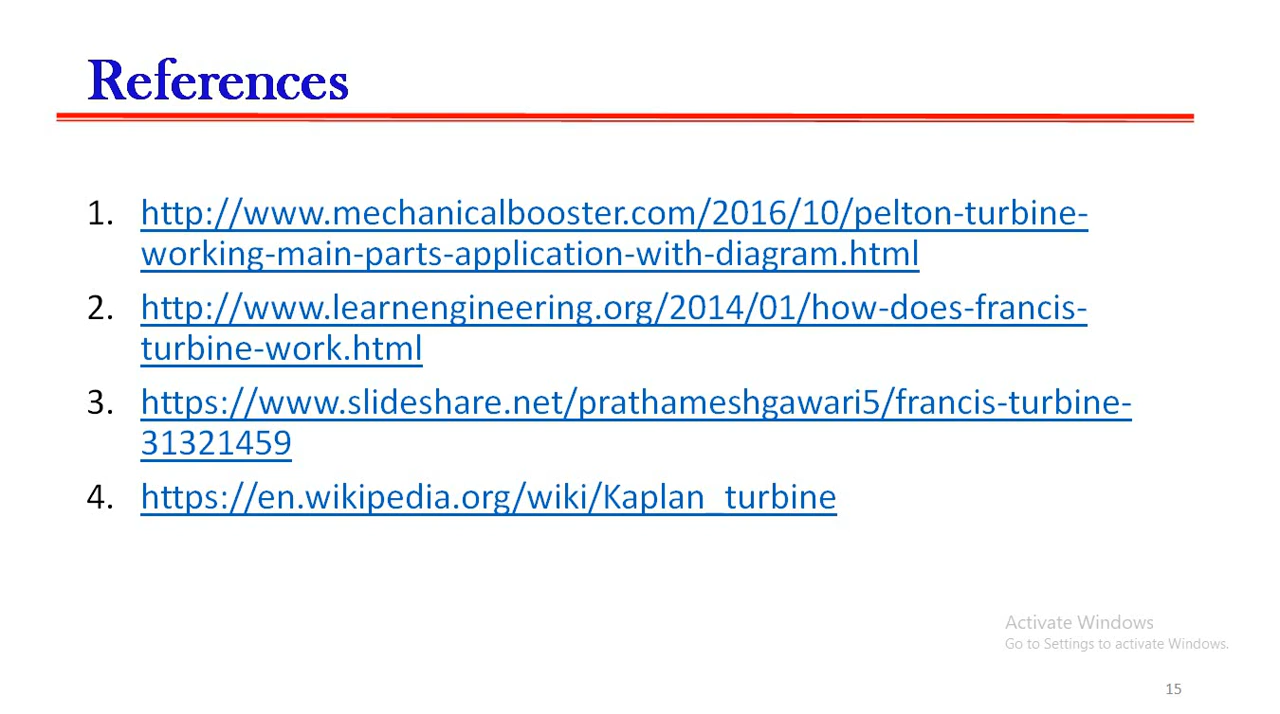 References
1. http://www.mechanicalbooster.com/2016/10/pelton-turbine-
working-main-parts-application-with-diagram.html
2. http://www.learnengineering.org/2014/01/how-does-francis-
turbine-work.html
3. https://www.slideshare.net/prathameshgawari5/francis-turbine-
31321459
4. https://en.wikipedia.org/wiki/Kaplan_turbine
Activate Windows
Go to Settings to activate Windows.
15